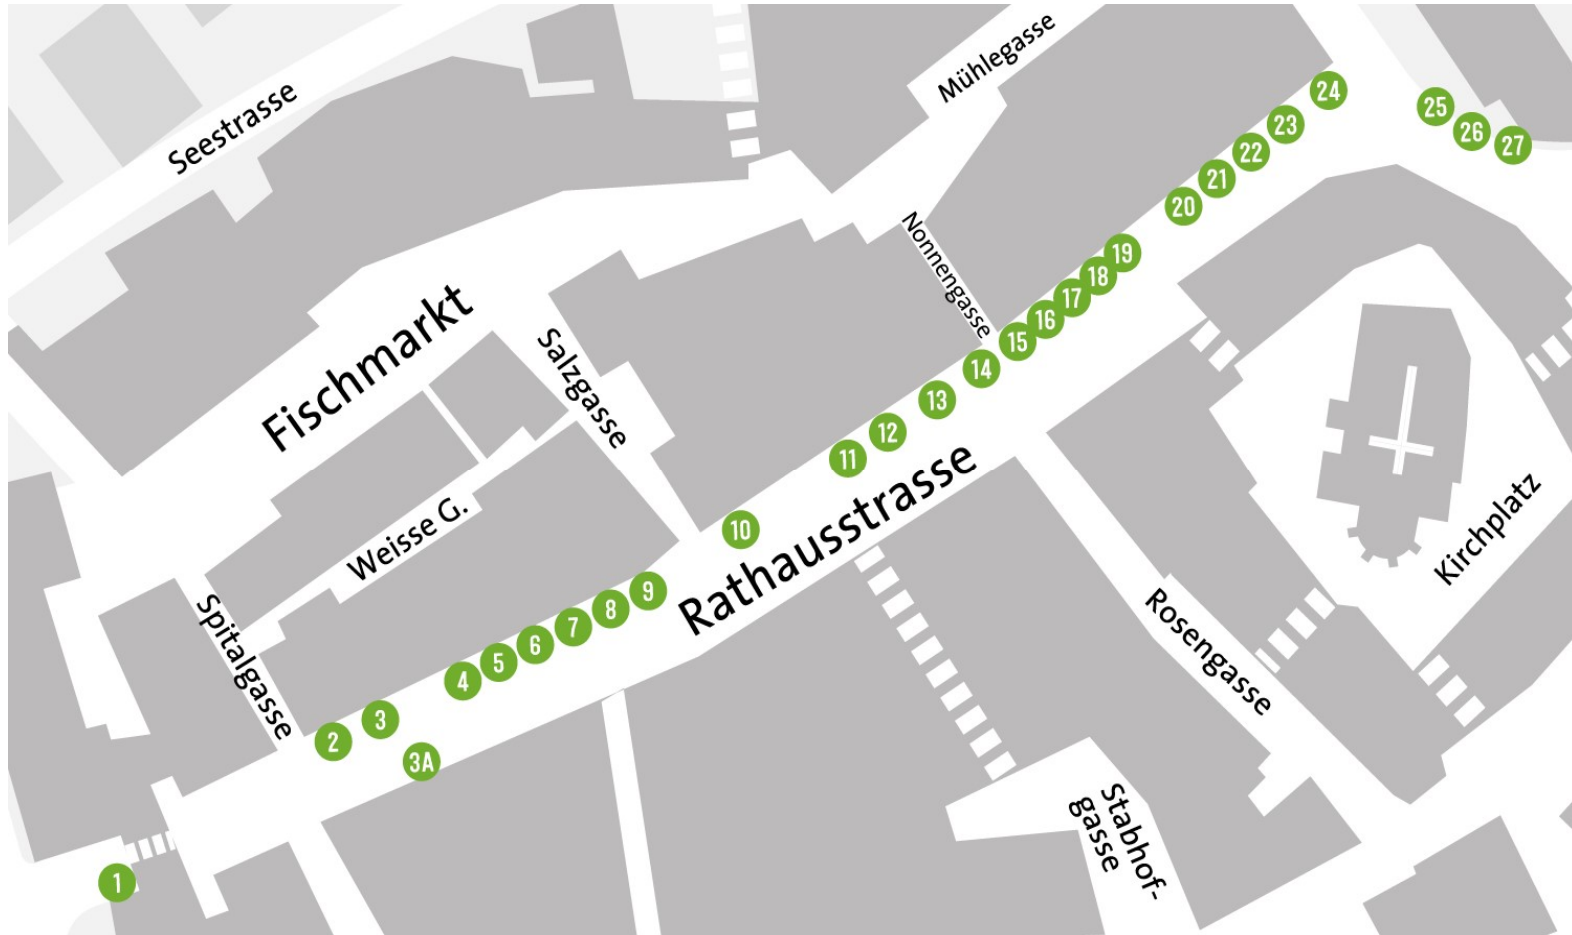 Mühlegasse
Seestrasse
24
25
23
26
27
22
21
20
Nonnengasse
19
18
17
16
15
14
Fischmarkt
Salzgasse
13
12
11
10
Rathausstrasse
Kirchplatz
Weisse G.
Spitalgasse
9
8
7
6
5
4
3
2
3A
Rosengasse
Stabhof-
gasse
1